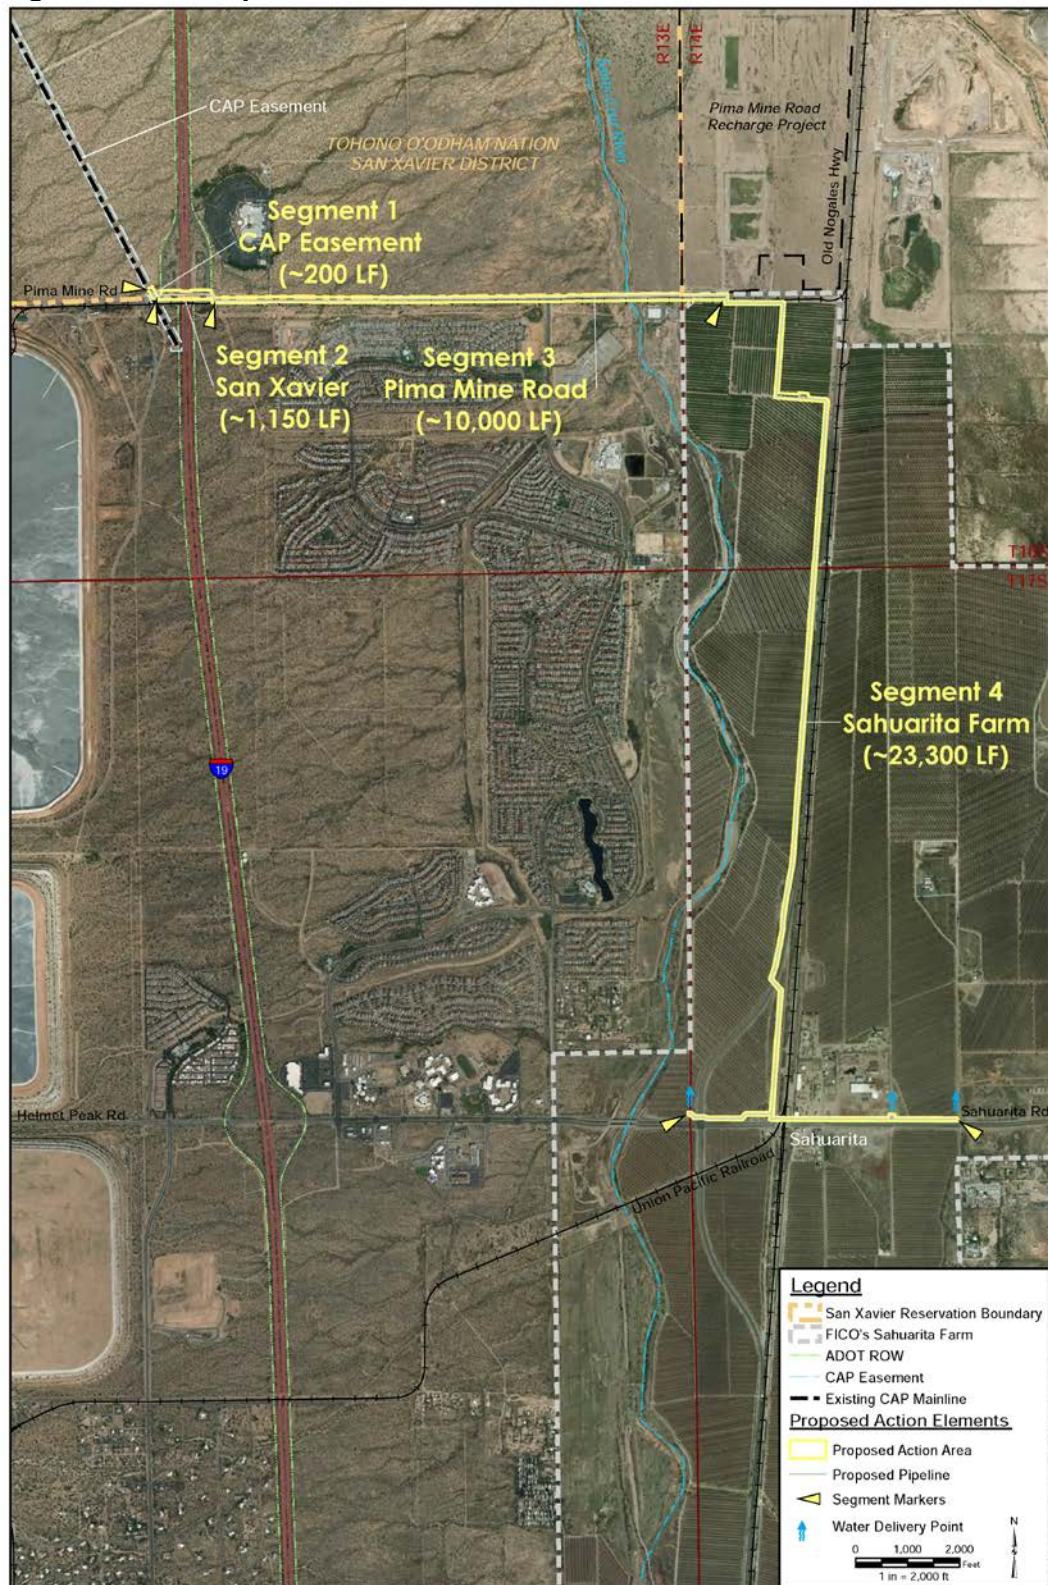 R13E
R14E
CAP Easement
Santa Cruz River
Pima Mine Road
Recharge Project
TOHONO O'ODHAM NATION
SAN XAVIER DISTRICT
Old Nogales Hwy
Segment 1
CAP Easement
(~200 LF)
Pima Mine Rd
Segment 2
San Xavier
(~1,150 LF)
Segment 3
Pima Mine Road
(~10,000 LF)
T16S
T17S
Segment 4
Sahuarita Farm
(~23,300 LF)
19
Helmet Peak Rd
Sahuarita Rd
Sahuarita
Union Pacific Railroad
Legend
San Xavier Reservation Boundary
FICO's Sahuarita Farm
ADOT ROW
CAP Easement
Existing CAP Mainline
Proposed Action Elements
Proposed Action Area
Proposed Pipeline
Segment Markers
Water Delivery Point
N
0 1,000 2,000
Feet
1 in = 2,000 ft